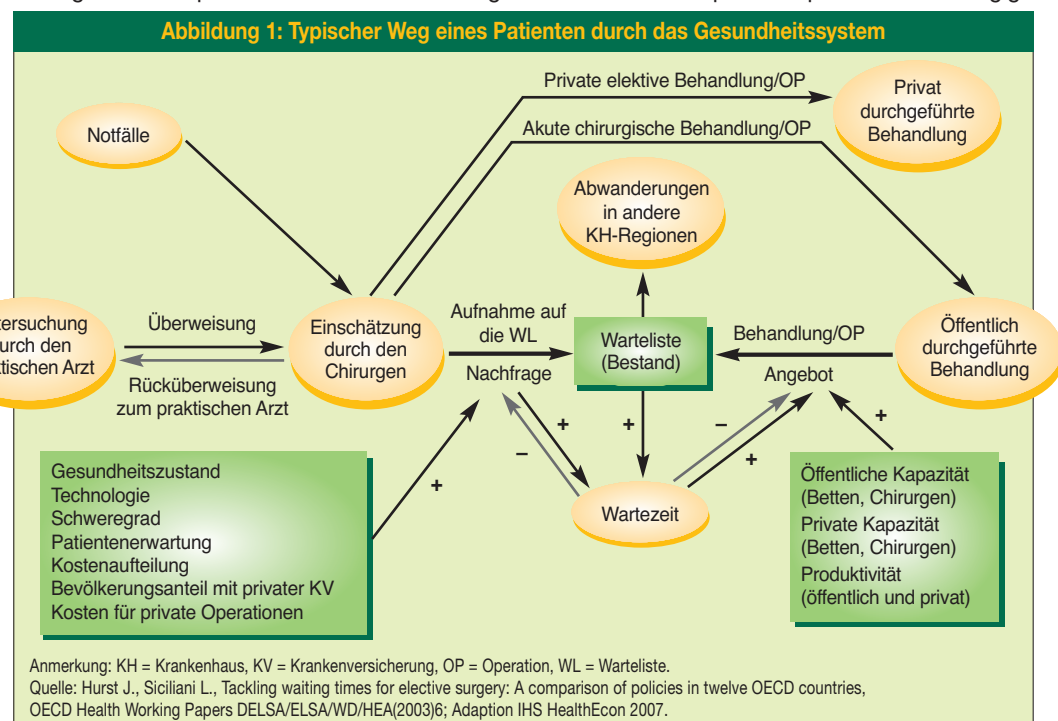 Abbildung 1: Typischer Weg eines Patienten durch das Gesundheitssystem
Notfälle
Private elektive Behandlung/OP
Akute chirurgische Behandlung/OP
Privat
durchgeführte
Behandlung
Abwanderungen
in andere
KH-Regionen
tersuchung
urch den
ktischen Arzt
Überweisung
Rücküberweisung
zum praktischen Arzt
Einschätzung
durch den
Chirurgen
Aufnahme auf
die WL
Nachfrage
Warteliste
(Bestand)
Behandlung/OP
Angebot
Öffentlich
durchgeführte
Behandlung
+
–
+
+
–
+
+
Wartezeit
Gesundheitszustand
Technologie
Schweregrad
Patientenerwartung
Kostenaufteilung
Bevölkerungsanteil mit privater KV
Kosten für private Operationen
Öffentliche Kapazität
(Betten, Chirurgen)
Private Kapazität
(Betten, Chirurgen)
Produktivität
(öffentlich und privat)
Anmerkung: KH = Krankenhaus, KV = Krankenversicherung, OP = Operation, WL = Warteliste.
Quelle: Hurst J., Siciliani L., Tackling waiting times for elective surgery: A comparison of policies in twelve OECD countries,
OECD Health Working Papers DELSA/ELSA/WD/HEA(2003)6; Adaption IHS HealthEcon 2007.